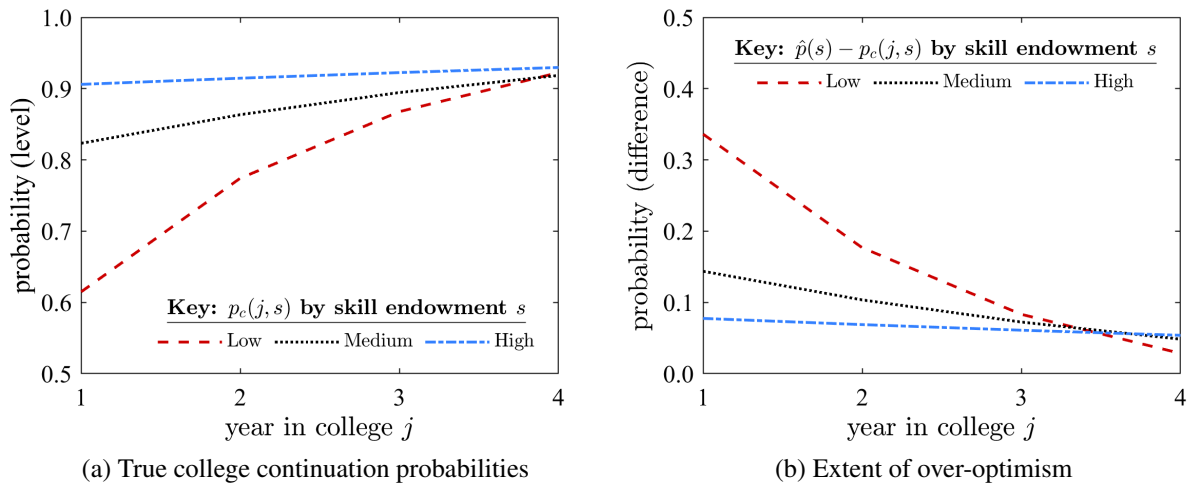 1.0
0.9
0.8
0.7
0.6
0.5
probability (level)
Key: p_c(j, s) by skill endowment s
Low Medium High
1 2 3 4
year in college j
(a) True college continuation probabilities
0.5
0.4
0.3
0.2
0.1
0.0
probability (difference)
Key: p̂(s) − p_c(j, s) by skill endowment s
Low Medium High
1 2 3 4
year in college j
(b) Extent of over-optimism